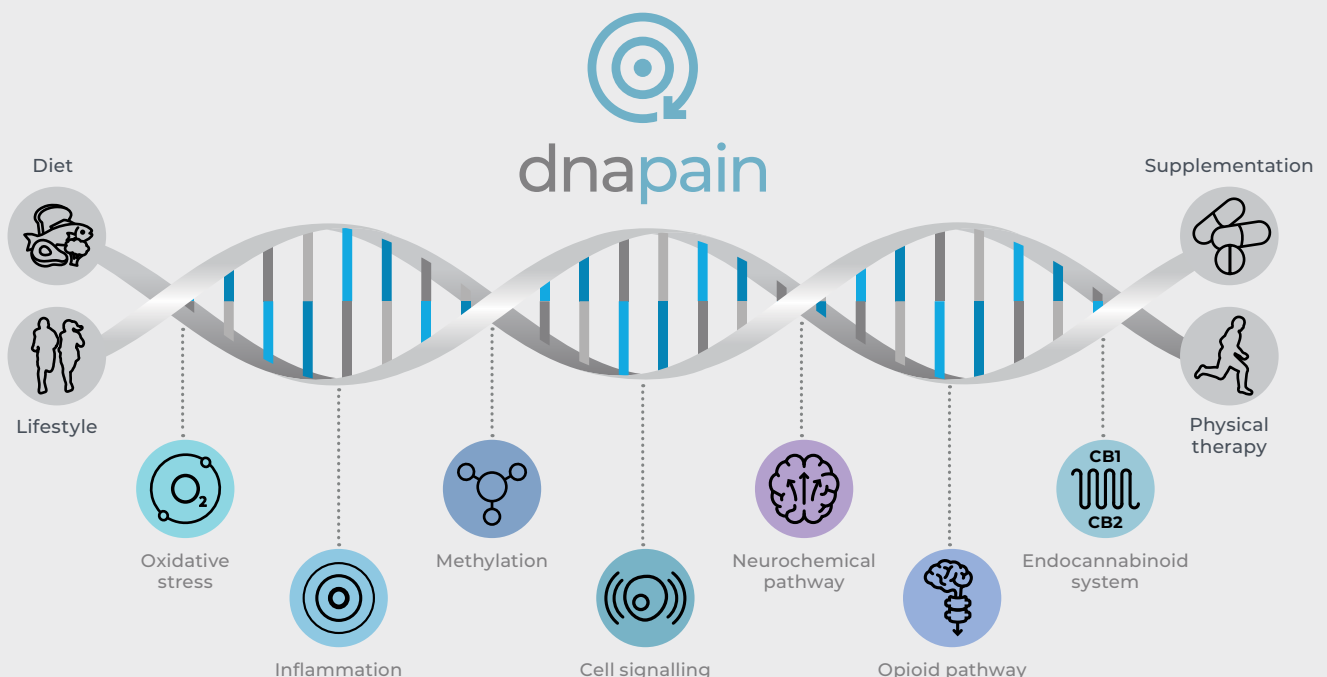 dnapain
Diet
Supplementation
Lifestyle
Physical
therapy
O2
Oxidative
stress
Inflammation
Methylation
Cell signalling
Neurochemical
pathway
Opioid pathway
CB1
CB2
Endocannabinoid
system